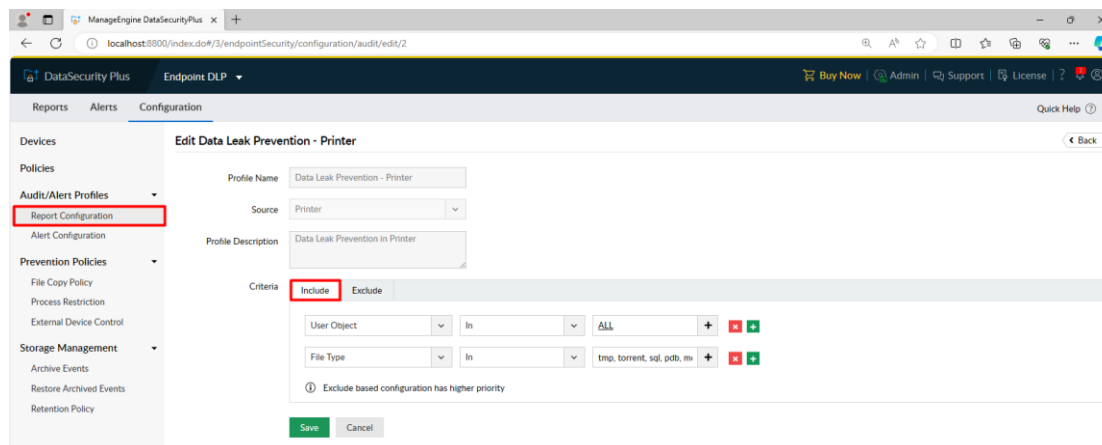 ManageEngine DataSecurityPlus
localhost:8800/index.do#/3/endpointSecurity/configuration/audit/edit/2
DataSecurity Plus
Endpoint DLP
Buy Now | Admin | Support | License | ?
Reports Alerts Configuration
Quick Help
Devices
Edit Data Leak Prevention - Printer
Back
Policies
Profile Name Data Leak Prevention - Printer
Audit/Alert Profiles
Source Printer
Report Configuration
Alert Configuration
Profile Description Data Leak Prevention in Printer
Prevention Policies
File Copy Policy
Criteria Include Exclude
Process Restriction
External Device Control
User Object In ALL
Storage Management
File Type In tmp, torrent, sql, pdb,
Archive Events
Restore Archived Events
Exclude based configuration has higher priority
Retention Policy
Save Cancel